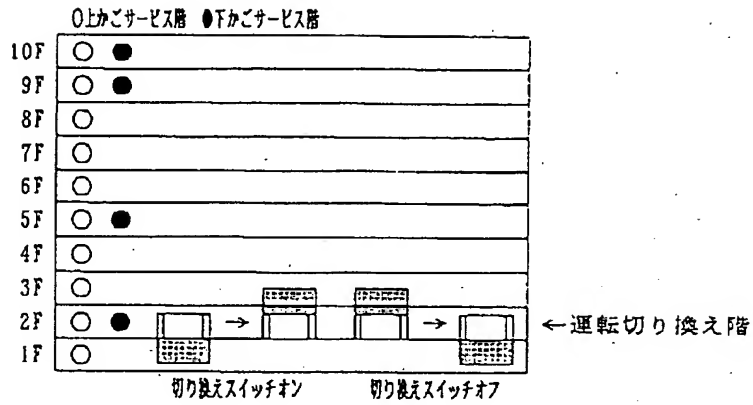 ○上かごサービス階 ●下かごサービス階
10F ○ ●
9F ○ ●
8F ○
7F ○
6F ○
5F ○ ●
4F ○
3F ○
2F ○ ● → → ←運転切り換え階
1F ○
切り換えスイッチオン 切り換えスイッチオフ